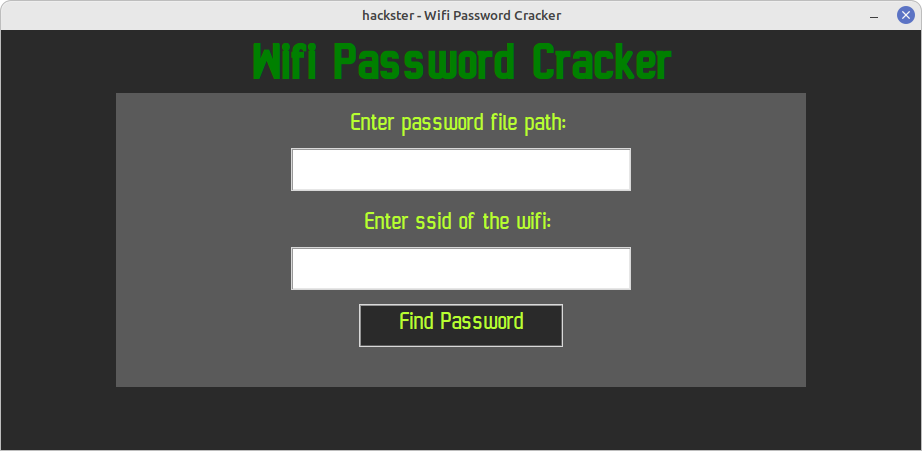 hackster - Wifi Password Cracker
Wifi Password Cracker
Enter password file path:
Enter ssid of the wifi:
Find Password